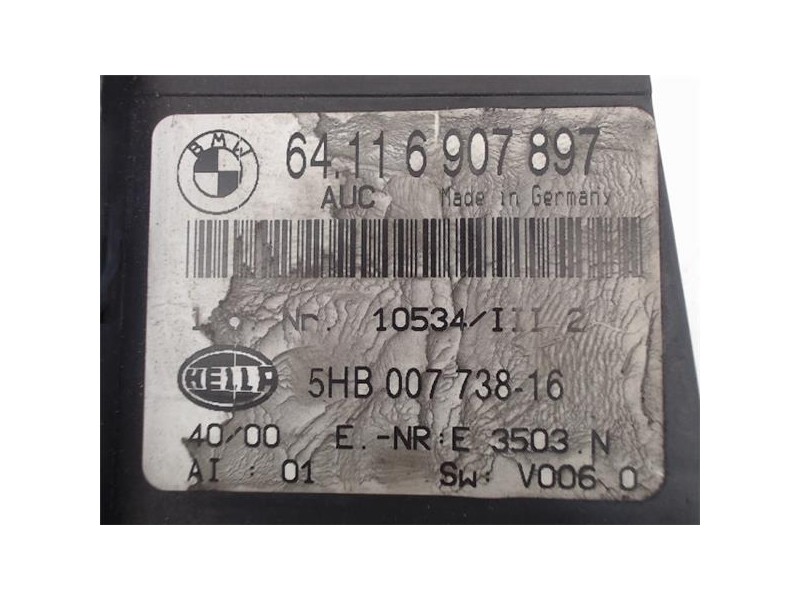 BMW
64.11 6 907 897
AUC Made in Germany
Nr. 10534/III 2
HELLA 5HB 007 738-16
40/00 E.-NR:E 3503.N
AI : 01 Sw: V006 0